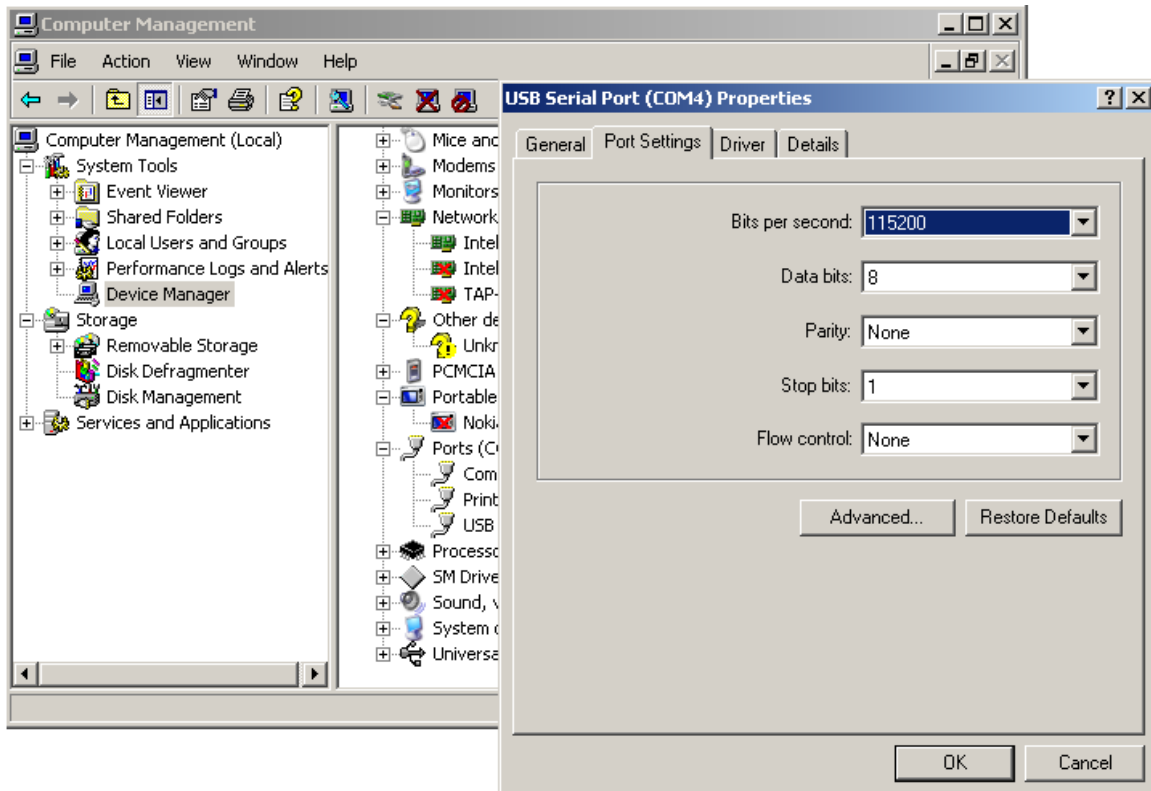 Computer Management
File Action View Window Help
Computer Management (Local)
System Tools
Event Viewer
Shared Folders
Local Users and Groups
Performance Logs and Alerts
Device Manager
Storage
Removable Storage
Disk Defragmenter
Disk Management
Services and Applications
Mice and
Modems
Monitors
Network
Intel
Intel
TAP-
Other de
Unkr
PCMCIA
Portable
Noki
Ports (C
Com
Print
USB
Processo
SM Drive
Sound, v
System d
Universa
USB Serial Port (COM4) Properties
General Port Settings Driver Details
Bits per second: 115200
Data bits: 8
Parity: None
Stop bits: 1
Flow control: None
Advanced... Restore Defaults
OK Cancel